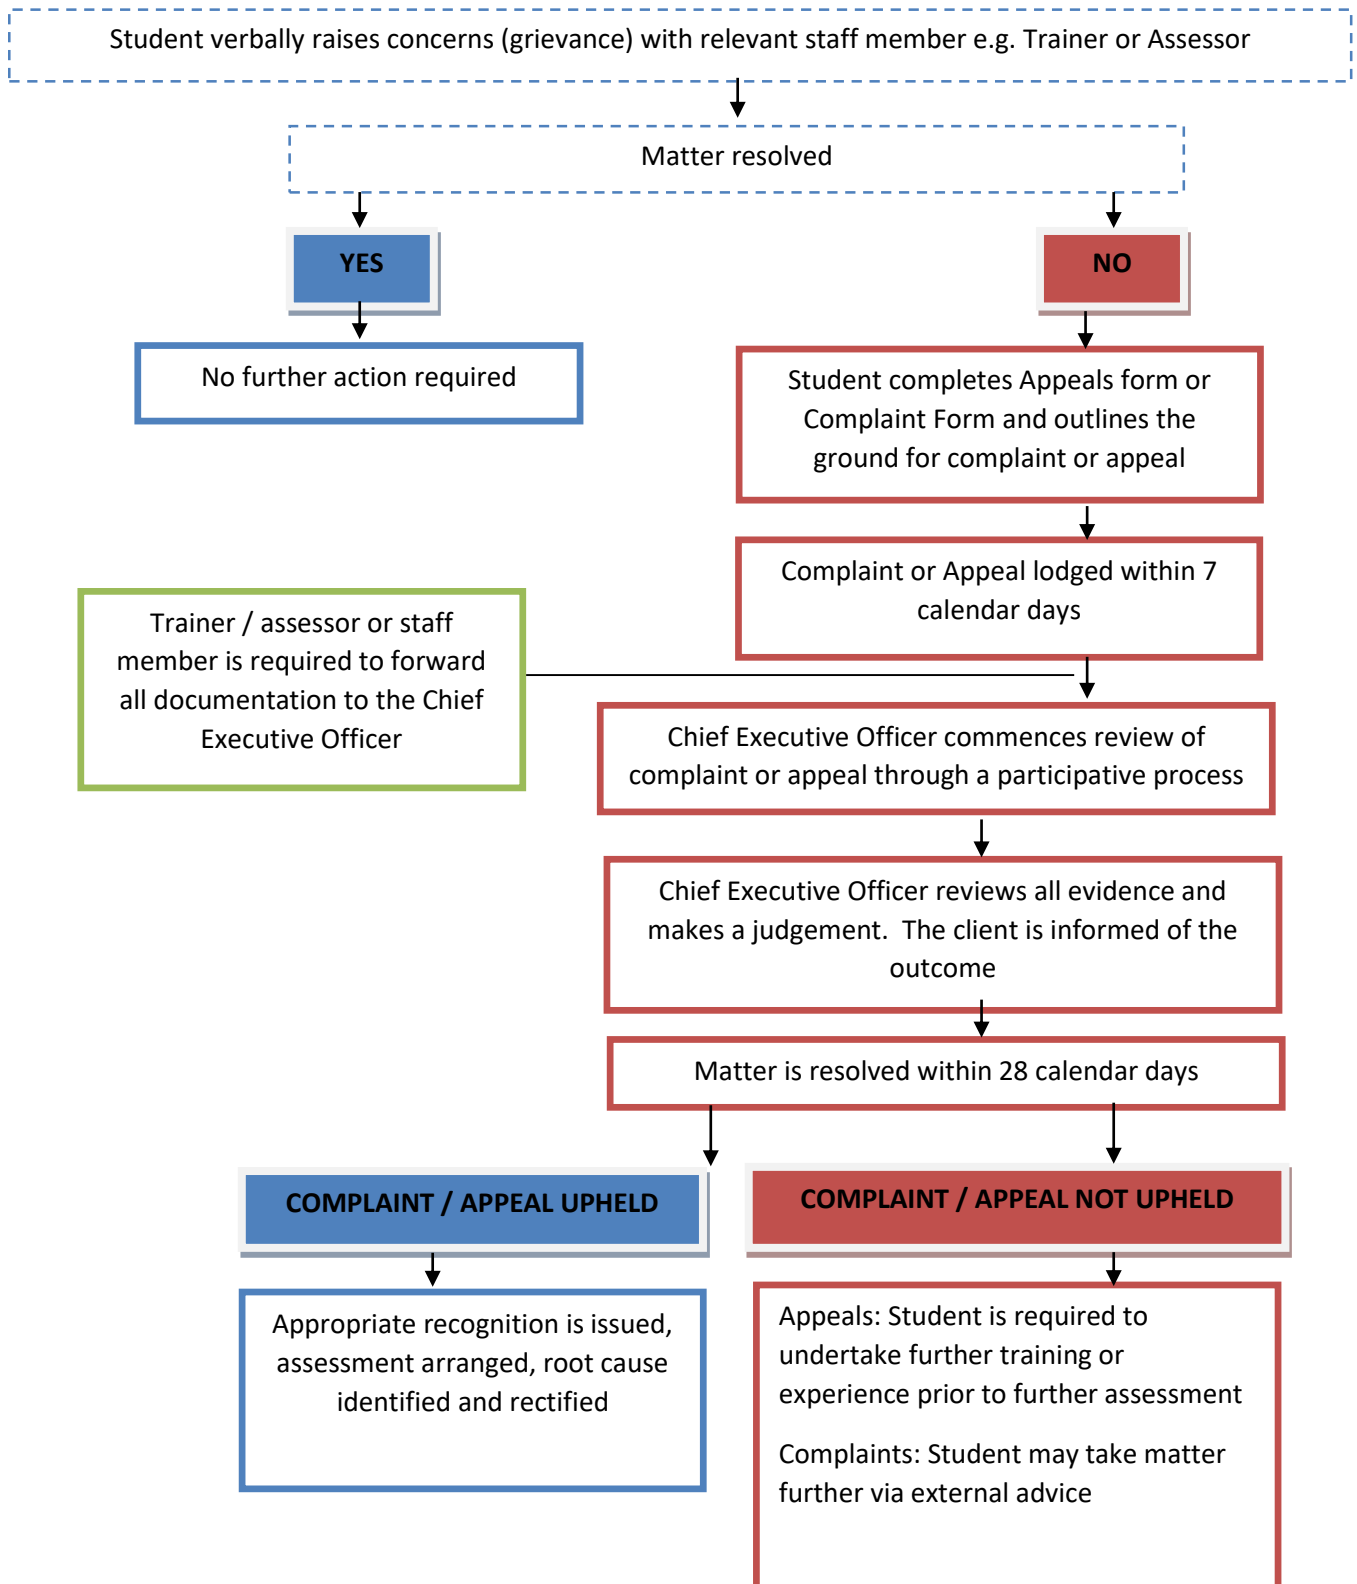 Student verbally raises concerns (grievance) with relevant staff member e.g. Trainer or Assessor
Matter resolved
YES
NO
No further action required
Student completes Appeals form or
Complaint Form and outlines the
ground for complaint or appeal
Complaint or Appeal lodged within 7
calendar days
Trainer / assessor or staff
member is required to forward
all documentation to the Chief
Executive Officer
Chief Executive Officer commences review of
complaint or appeal through a participative process
Chief Executive Officer reviews all evidence and
makes a judgement.  The client is informed of the
outcome
Matter is resolved within 28 calendar days
COMPLAINT / APPEAL UPHELD
COMPLAINT / APPEAL NOT UPHELD
Appropriate recognition is issued,
assessment arranged, root cause
identified and rectified
Appeals: Student is required to
undertake further training or
experience prior to further assessment
Complaints: Student may take matter
further via external advice